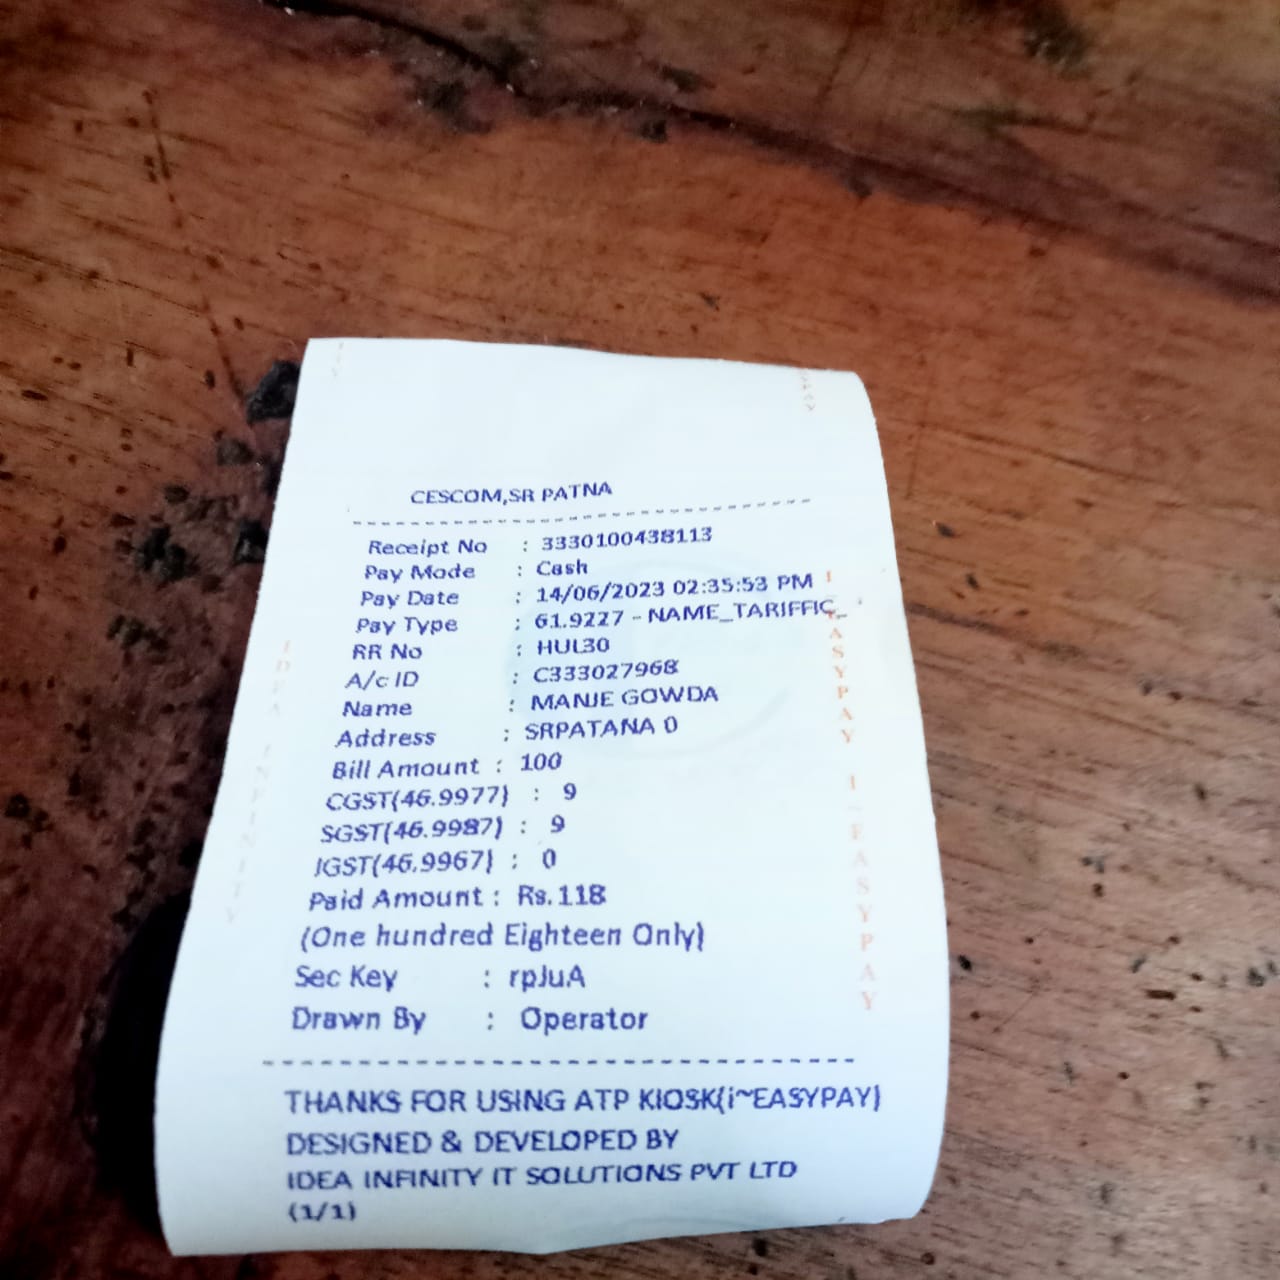 CESCOM,SR PATNA
Receipt No : 3330100438113
Pay Mode : Cash
Pay Date : 14/06/2023 02:35:53 PM
Pay Type : 61.9227 - NAME_TARIFFIC_
RR No : HUL30
A/c ID : C333027968
Name : MANJE GOWDA
Address : SRPATANA 0
Bill Amount : 100
CGST(46.9977) : 9
SGST(46.9987) : 9
IGST(46.9967) : 0
Paid Amount : Rs.118
(One hundred Eighteen Only)
Sec Key : rpJuA
Drawn By : Operator
THANKS FOR USING ATP KIOSK(i~EASYPAY)
DESIGNED & DEVELOPED BY
IDEA INFINITY IT SOLUTIONS PVT LTD
(1/1)
IDEA INFINITY
I EASYPAY
I EASYPAY